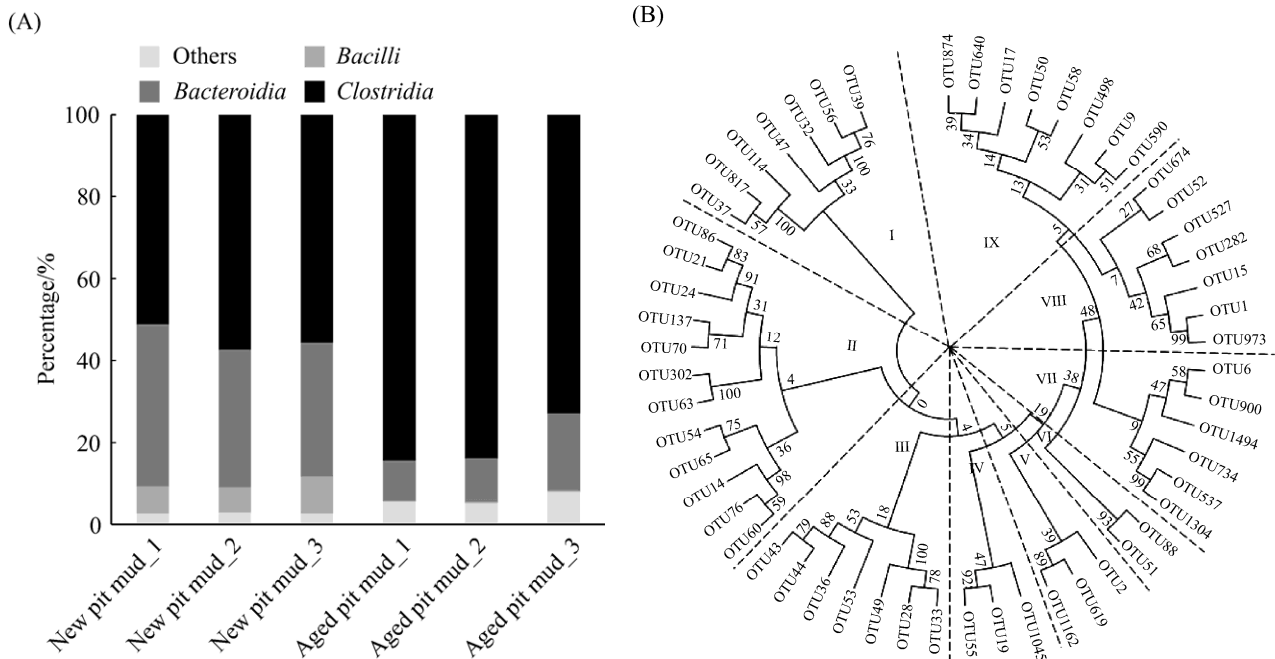 (A)
Others
Bacilli
Bacteroidia
Clostridia
Percentage/%
100
80
60
40
20
0
New pit mud_1
New pit mud_2
New pit mud_3
Aged pit mud_1
Aged pit mud_2
Aged pit mud_3
(B)
OTU874
OTU640
OTU17
OTU50
OTU58
OTU498
OTU9
OTU590
OTU674
OTU52
OTU527
OTU282
OTU15
OTU1
OTU973
OTU6
OTU900
OTU1494
OTU734
OTU537
OTU1304
OTU88
OTU51
OTU2
OTU619
OTU1162
OTU1045
OTU19
OTU55
OTU33
OTU28
OTU49
OTU53
OTU36
OTU44
OTU43
OTU60
OTU76
OTU14
OTU65
OTU54
OTU63
OTU302
OTU70
OTU137
OTU24
OTU21
OTU86
OTU37
OTU817
OTU114
OTU47
OTU32
OTU56
OTU39
I
II
III
IV
V
VI
VII
VIII
IX
39
34
14
53
13
31
51
5
27
68
7
42
65
99
48
58
47
9
55
99
38
19
93
5
39
89
4
47
92
0
18
100
78
53
88
79
4
36
75
98
59
12
31
91
83
71
100
100
57
33
100
76